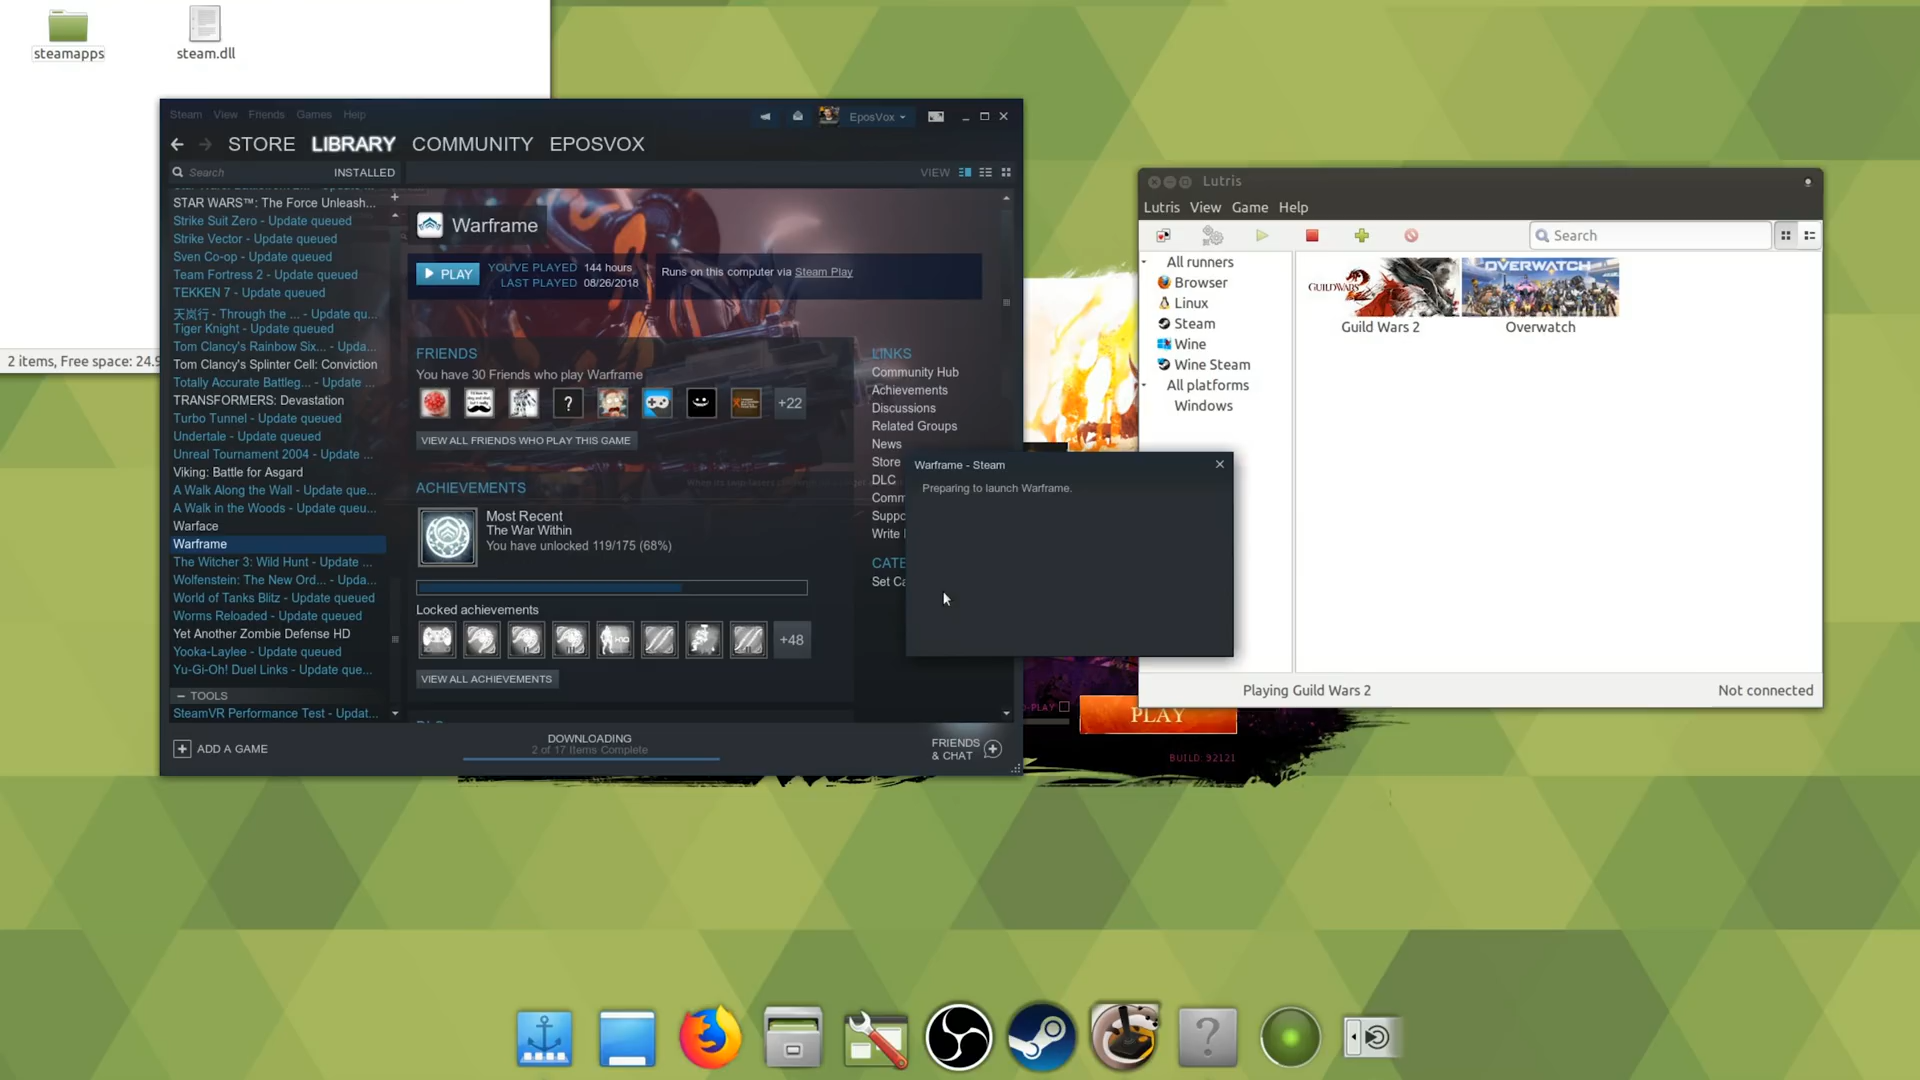 steamapps
steam.dll
2 items, Free space: 24.9
Steam View Friends Games Help
EposVox
STORE LIBRARY COMMUNITY EPOSVOX
Search INSTALLED
VIEW
STAR WARS™: The Force Unleash...
Strike Suit Zero - Update queued
Strike Vector - Update queued
Sven Co-op - Update queued
Team Fortress 2 - Update queued
TEKKEN 7 - Update queued
天岚行 - Through the ... - Update qu...
Tiger Knight - Update queued
Tom Clancy's Rainbow Six... - Upda...
Tom Clancy's Splinter Cell: Conviction
Totally Accurate Battleg... - Update ...
TRANSFORMERS: Devastation
Turbo Tunnel - Update queued
Undertale - Update queued
Unreal Tournament 2004 - Update ...
Viking: Battle for Asgard
A Walk Along the Wall - Update que...
A Walk in the Woods - Update queu...
Warface
Warframe
The Witcher 3: Wild Hunt - Update ...
Wolfenstein: The New Ord... - Upda...
World of Tanks Blitz - Update queued
Worms Reloaded - Update queued
Yet Another Zombie Defense HD
Yooka-Laylee - Update queued
Yu-Gi-Oh! Duel Links - Update que...
TOOLS
SteamVR Performance Test - Updat...
Warframe
PLAY
YOU'VE PLAYED 144 hours
LAST PLAYED 08/26/2018
Runs on this computer via Steam Play
FRIENDS
You have 30 Friends who play Warframe
?
+22
VIEW ALL FRIENDS WHO PLAY THIS GAME
ACHIEVEMENTS
Most Recent
The War Within
You have unlocked 119/175 (68%)
Locked achievements
+48
VIEW ALL ACHIEVEMENTS
LINKS
Community Hub
Achievements
Discussions
Related Groups
News
Store
DLC
Comm
Suppo
Write
CATE
Set Ca
ADD A GAME
DOWNLOADING
2 of 17 Items Complete
FRIENDS
& CHAT
Warframe - Steam
Preparing to launch Warframe.
Lutris
Lutris View Game Help
Search
All runners
Browser
Linux
Steam
Wine
Wine Steam
All platforms
Windows
GUILD WARS 2
OVERWATCH
Guild Wars 2
Overwatch
Playing Guild Wars 2
Not connected
O-PLAY
PLAY
BUILD: 92121
?